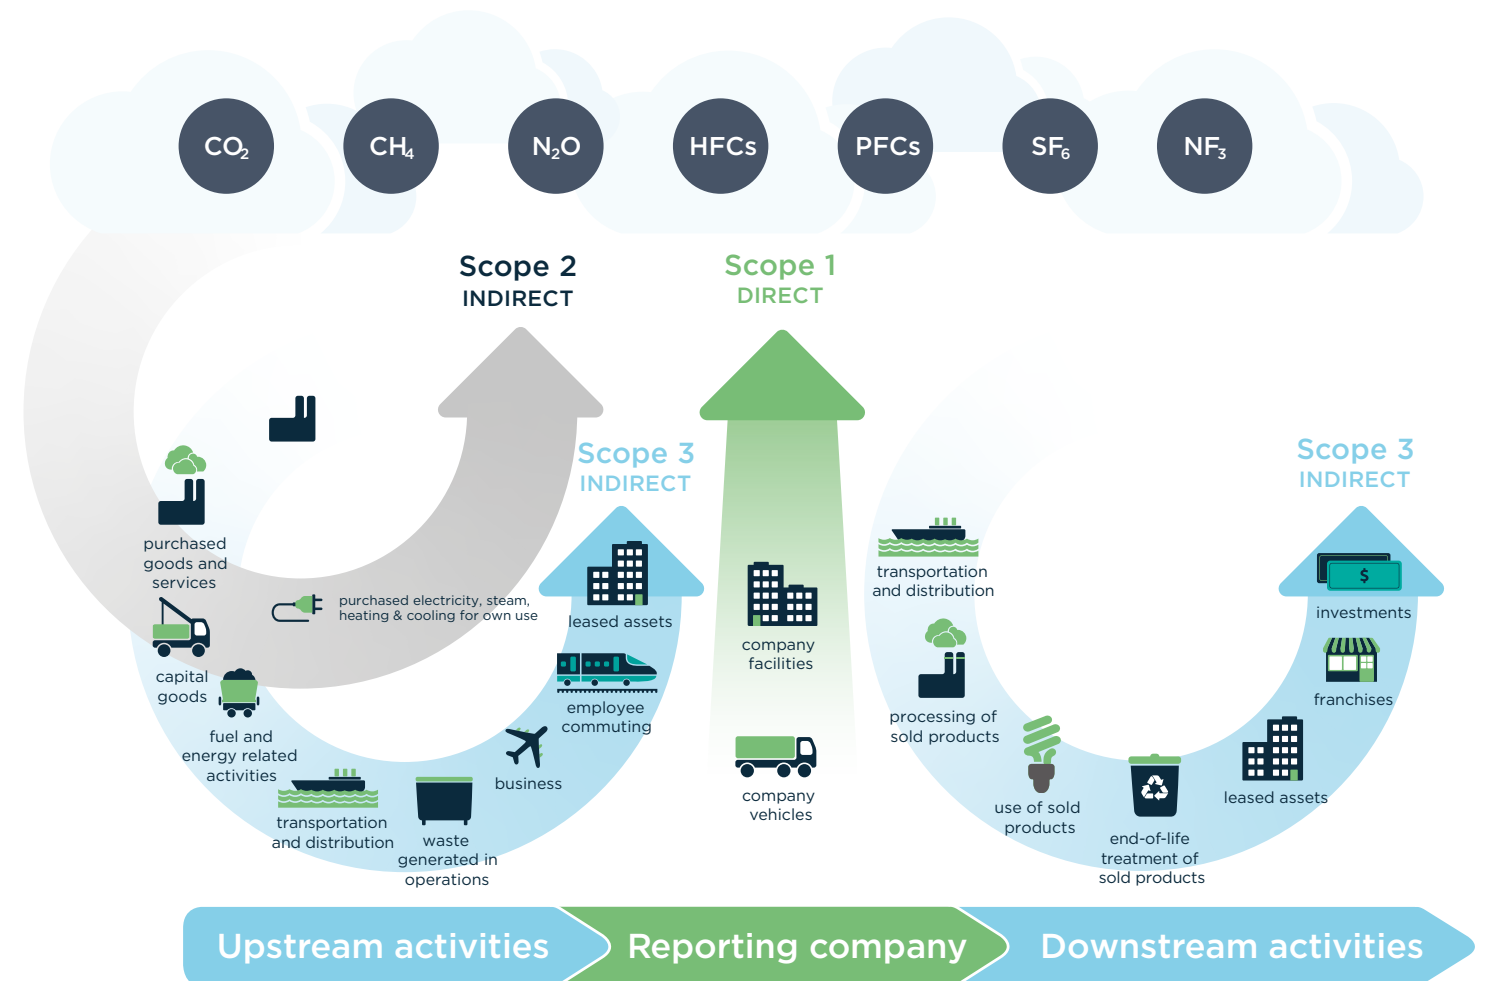 CO₂
CH₄
N₂O
HFCs
PFCs
SF₆
NF₃
Scope 2
INDIRECT
Scope 1
DIRECT
Scope 3
INDIRECT
Scope 3
INDIRECT
purchased
goods and
services
capital
goods
fuel and
energy related
activities
transportation
and distribution
waste
generated in
operations
business
employee
commuting
leased assets
purchased electricity, steam,
heating & cooling for own use
company
facilities
company
vehicles
transportation
and distribution
processing of
sold products
use of sold
products
end-of-life
treatment of
sold products
leased assets
franchises
investments
$
Upstream activities
Reporting company
Downstream activities